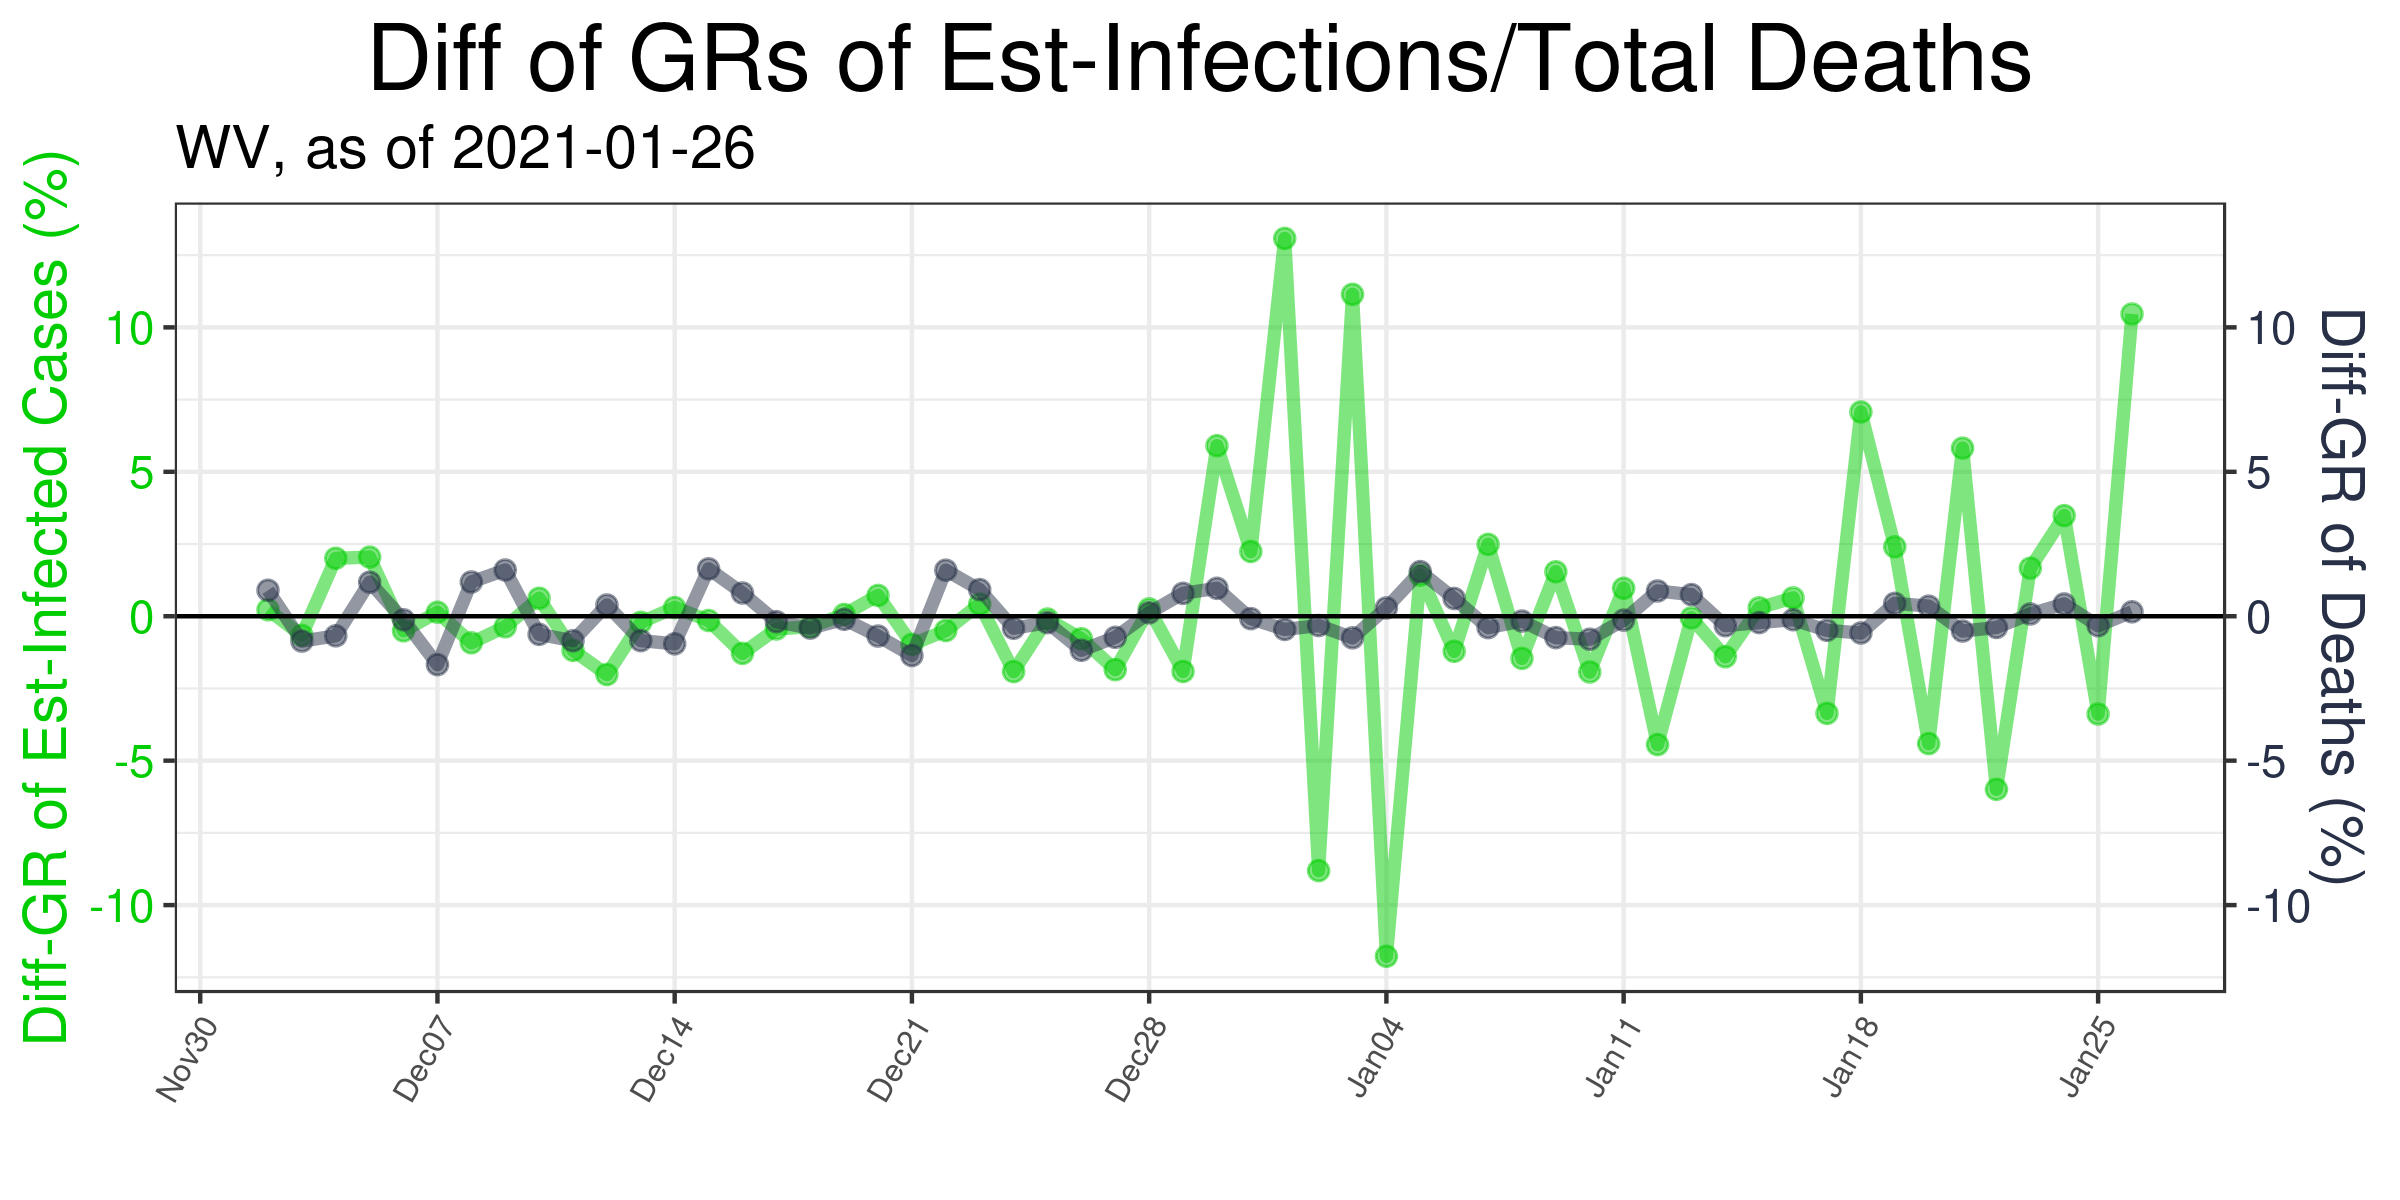 Diff of GRs of Est-Infections/Total Deaths
WV, as of 2021-01-26
Diff-GR of Est-Infected Cases (%)
10
5
0
-5
-10
10
5
0
-5
-10
Diff-GR of Deaths (%)
Nov30
Dec07
Dec14
Dec21
Dec28
Jan04
Jan11
Jan18
Jan25